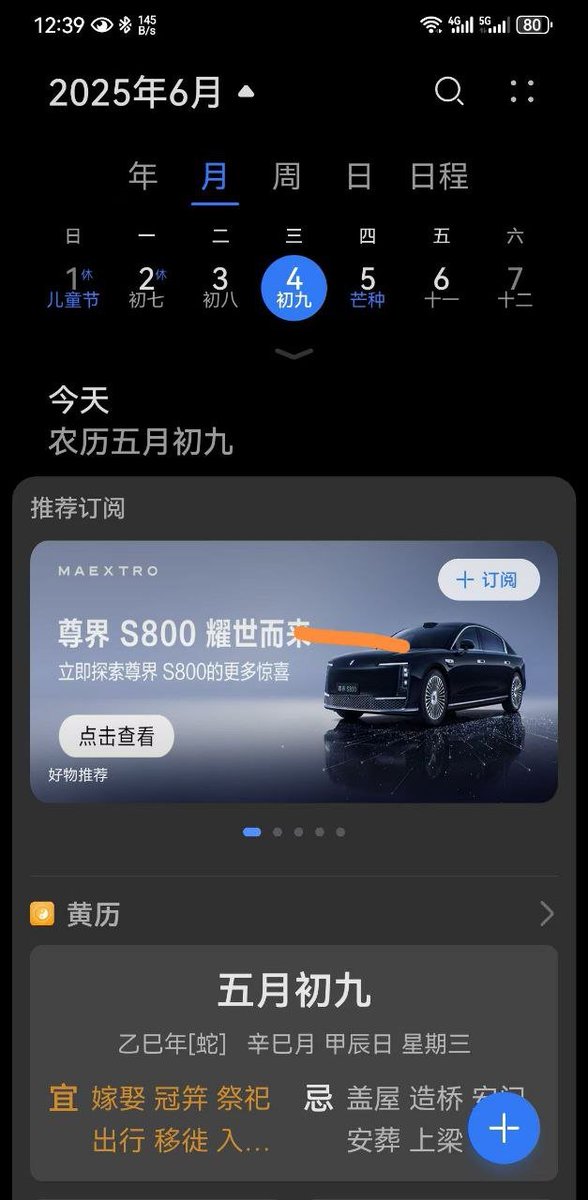 12:39 145 B/s 4G 5G 80
2025年6月
年 月 周 日 日程
日 一 二 三 四 五 六
1休 2休 3 4 5 6 7
儿童节 初七 初八 初九 芒种 十一 十二
今天
农历五月初九
推荐订阅
MAEXTRO
订阅
尊界 S800 耀世而来
立即探索尊界 S800的更多惊喜
点击查看
好物推荐
黄历
五月初九
乙巳年[蛇] 辛巳月 甲辰日 星期三
宜 嫁娶 冠笄 祭祀 忌 盖屋 造桥
出行 移徙 入... 安葬 上梁